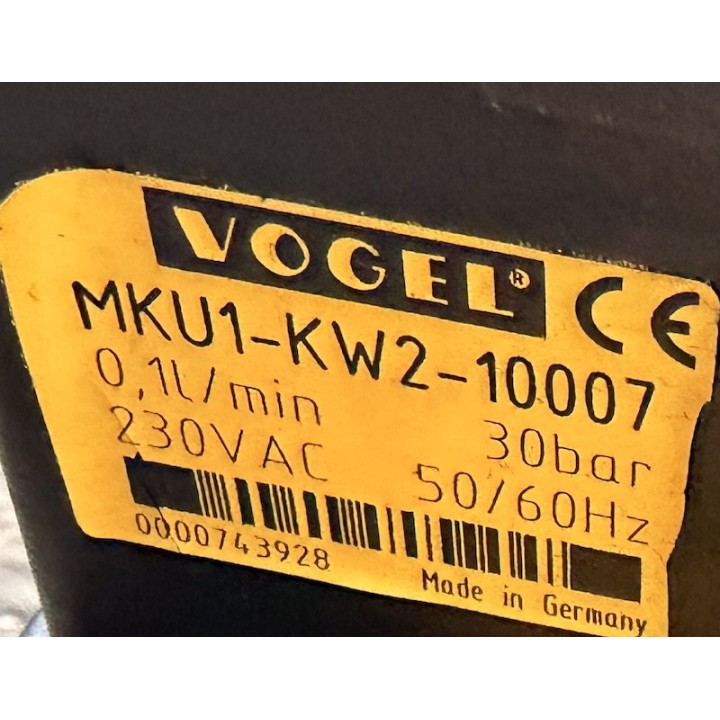 VOGEL® CE
MKU1-KW2-10007
0,1l/min 30bar
230VAC 50/60Hz
0000743928 Made in Germany